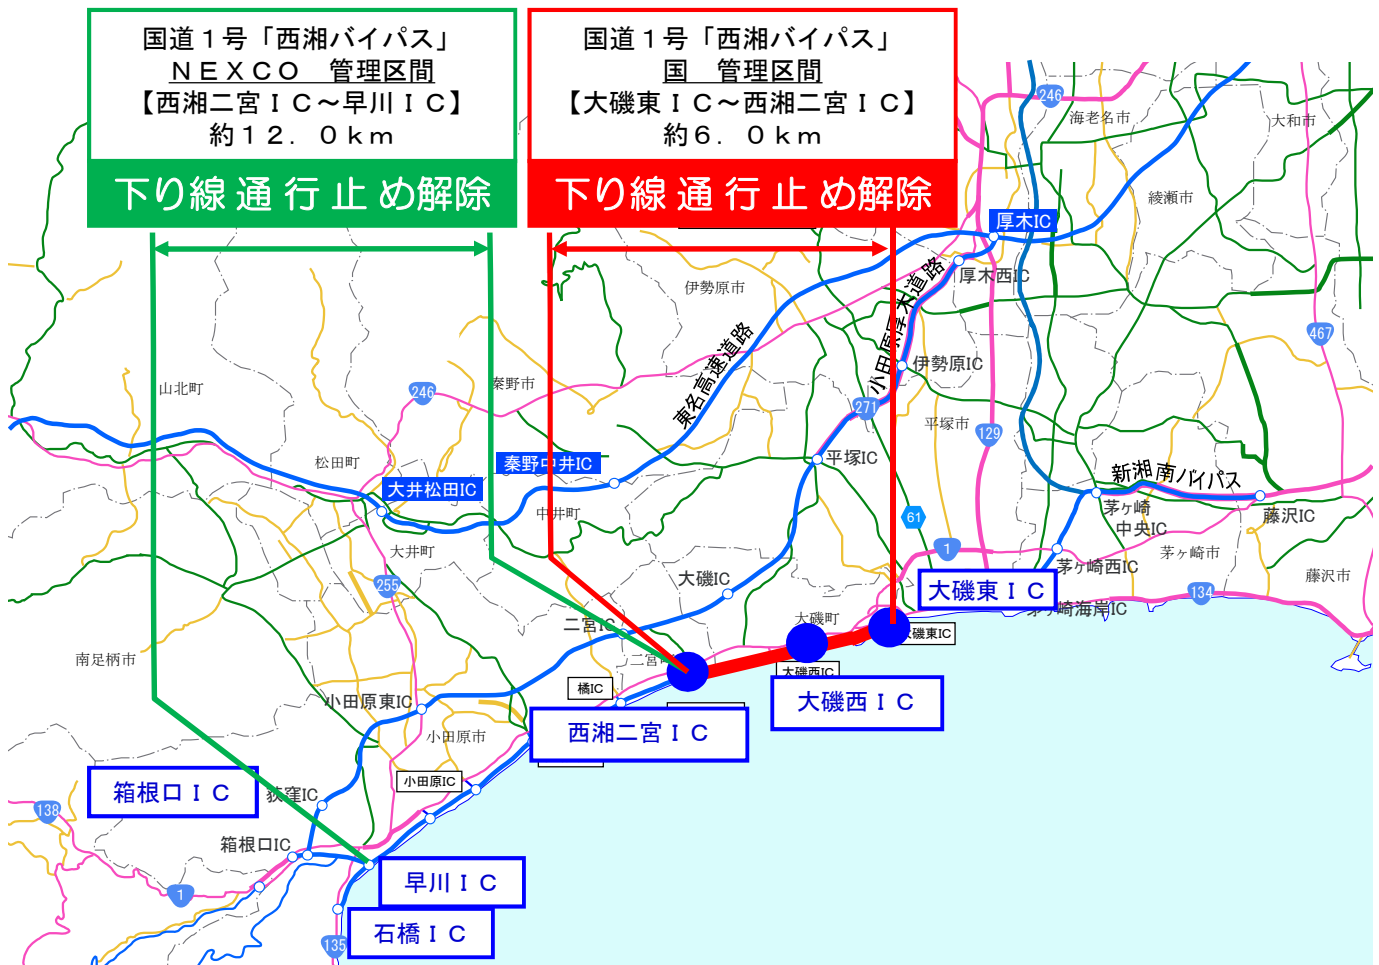 国道１号「西湘バイパス」
ＮＥＸＣＯ　管理区間
【西湘二宮ＩＣ～早川ＩＣ】
約１２．０ｋｍ
下り線通行止め解除
国道１号「西湘バイパス」
国　管理区間
【大磯東ＩＣ～西湘二宮ＩＣ】
約６．０ｋｍ
下り線通行止め解除
246
海老名市
大和市
綾瀬市
厚木IC
厚木西IC
伊勢原市
小田原厚木道路
東名高速道路
467
伊勢原IC
山北町
246
秦野市
271
平塚市
129
松田町
秦野中井IC
平塚IC
新湘南バイパス
大井松田IC
中井町
61
茅ヶ崎
中央IC
藤沢IC
大井町
1
茅ヶ崎西IC
茅ヶ崎市
藤沢市
255
大磯IC
大磯東ＩＣ
134
茅ヶ崎海岸IC
二宮IC
大磯町
大磯東IC
南足柄市
二宮町
大磯西IC
橘IC
大磯西ＩＣ
小田原東IC
小田原市
西湘二宮ＩＣ
小田原IC
箱根口ＩＣ
荻窪IC
138
箱根口IC
早川ＩＣ
1
石橋ＩＣ
135